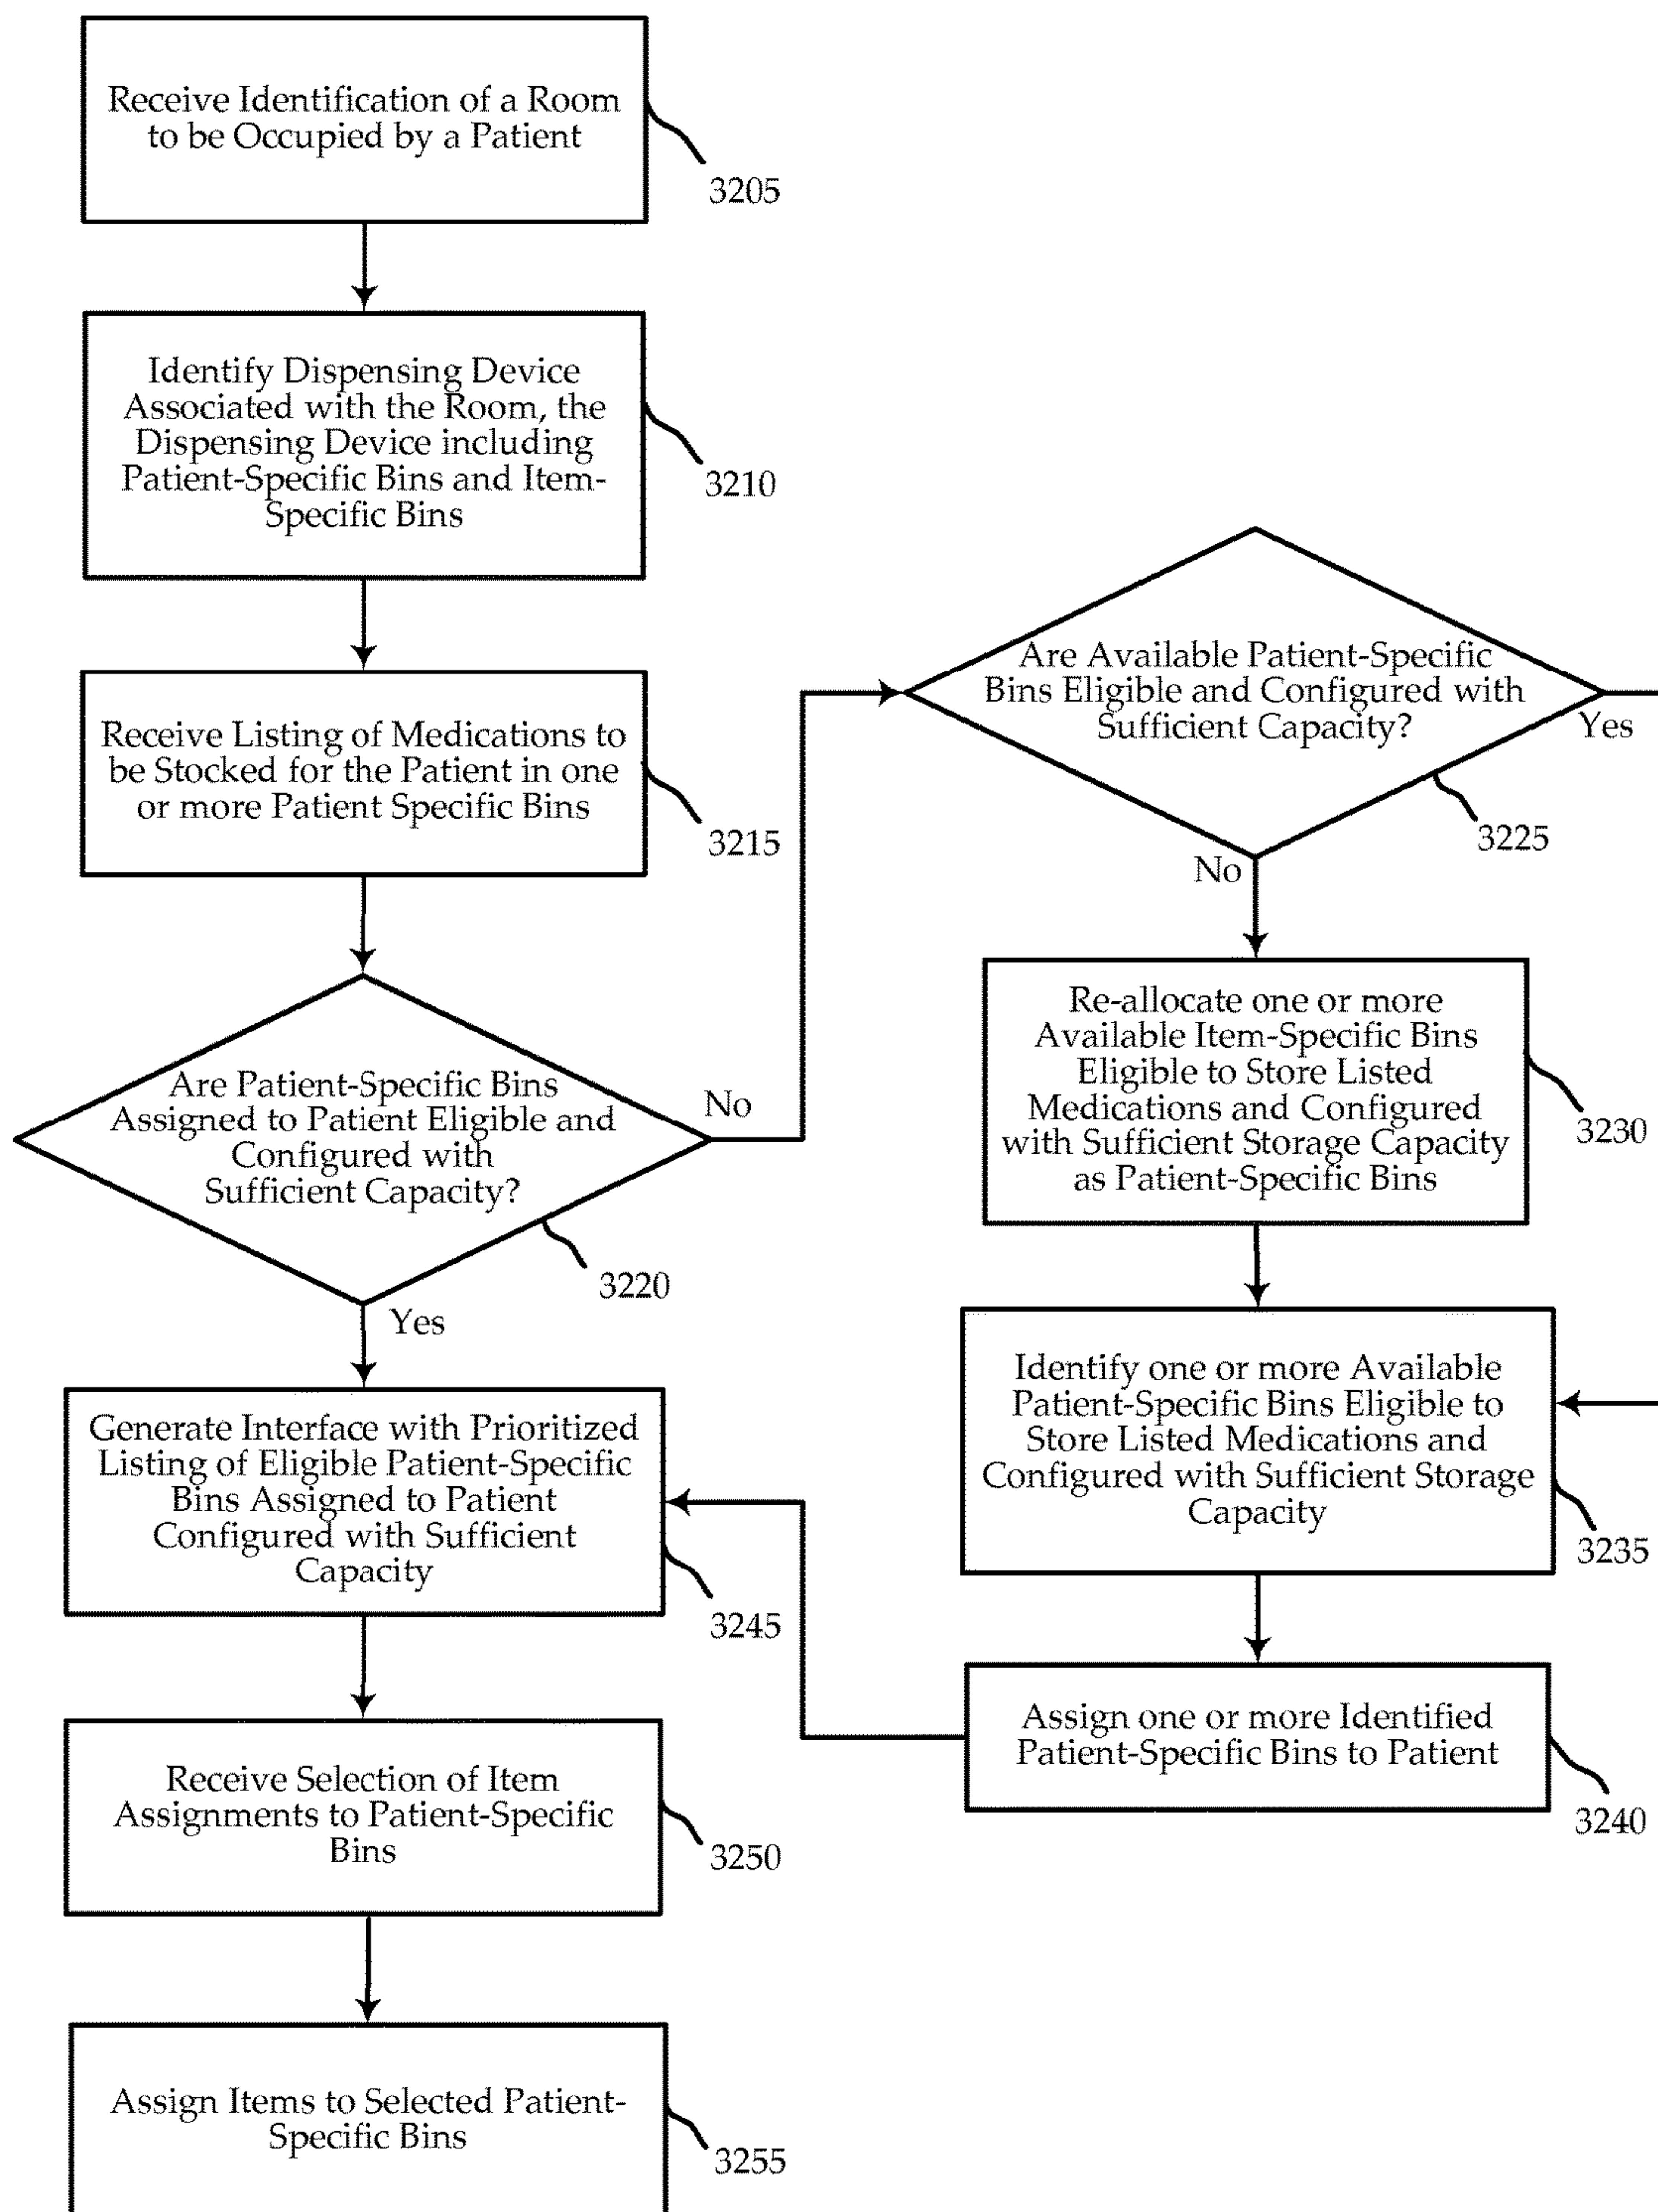 Receive Identification of a Room
to be Occupied by a Patient
3205
Identify Dispensing Device
Associated with the Room, the
Dispensing Device including
Patient-Specific Bins and Item-
Specific Bins
3210
Receive Listing of Medications to
be Stocked for the Patient in one
or more Patient Specific Bins
3215
Are Patient-Specific Bins
Assigned to Patient Eligible and
Configured with
Sufficient Capacity?
No
3220
Yes
Are Available Patient-Specific
Bins Eligible and Configured with
Sufficient Capacity?
Yes
3225
No
Re-allocate one or more
Available Item-Specific Bins
Eligible to Store Listed
Medications and Configured
with Sufficient Storage Capacity
as Patient-Specific Bins
3230
Identify one or more Available
Patient-Specific Bins Eligible to
Store Listed Medications and
Configured with Sufficient Storage
Capacity
3235
Assign one or more Identified
Patient-Specific Bins to Patient
3240
Generate Interface with Prioritized
Listing of Eligible Patient-Specific
Bins Assigned to Patient
Configured with Sufficient
Capacity
3245
Receive Selection of Item
Assignments to Patient-Specific
Bins
3250
Assign Items to Selected Patient-
Specific Bins
3255